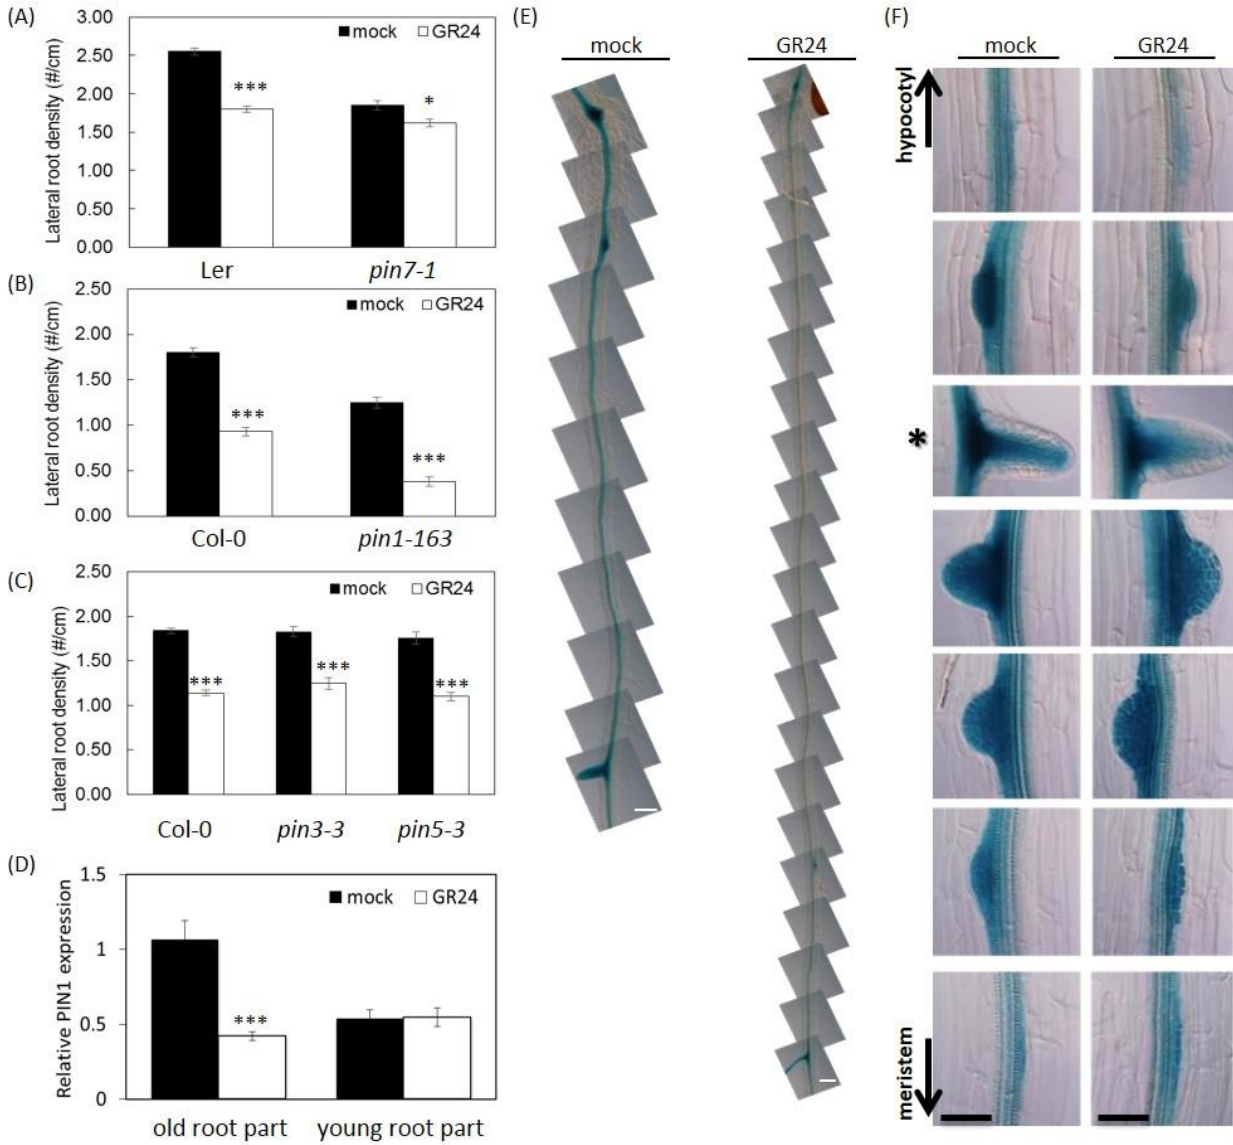 (A)
3.00
2.50
2.00
1.50
1.00
0.50
0.00
Lateral root density (#/cm)
mock GR24
***
*
Ler pin7-1
(B)
2.50
2.00
1.50
1.00
0.50
0.00
Lateral root density (#/cm)
mock GR24
***
***
Col-0 pin1-163
(C)
2.50
2.00
1.50
1.00
0.50
0.00
Lateral root density (#/cm)
mock GR24
***
***
***
Col-0 pin3-3 pin5-3
(D)
1.5
1
0.5
0
Relative PIN1 expression
mock GR24
***
old root part young root part
(E)
mock GR24
(F)
mock GR24
hypocotyl
*
meristem